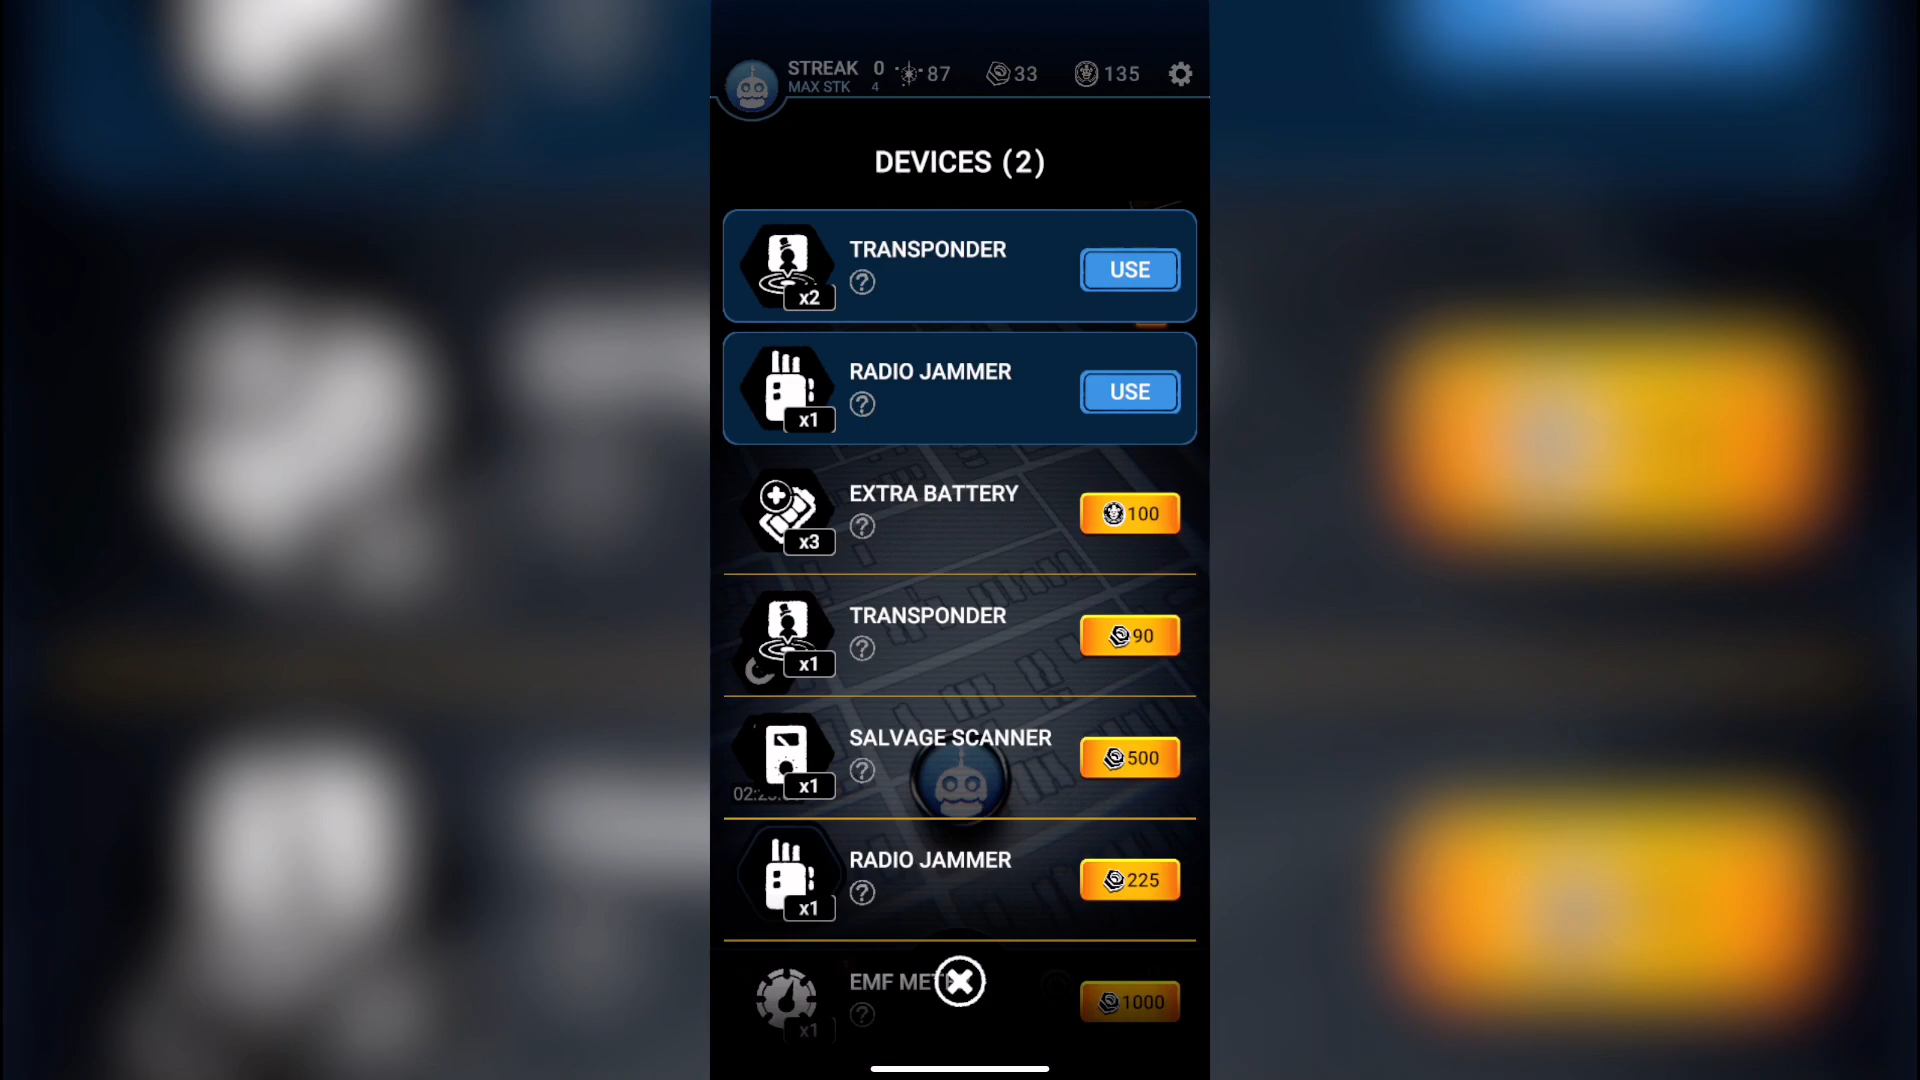 STREAK 0 87 33 135
MAX STK 4
DEVICES (2)
TRANSPONDER
USE
x2
RADIO JAMMER
USE
x1
EXTRA BATTERY
100
x3
TRANSPONDER
90
x1
SALVAGE SCANNER
500
x1
RADIO JAMMER
225
x1
EMF
1000
x1